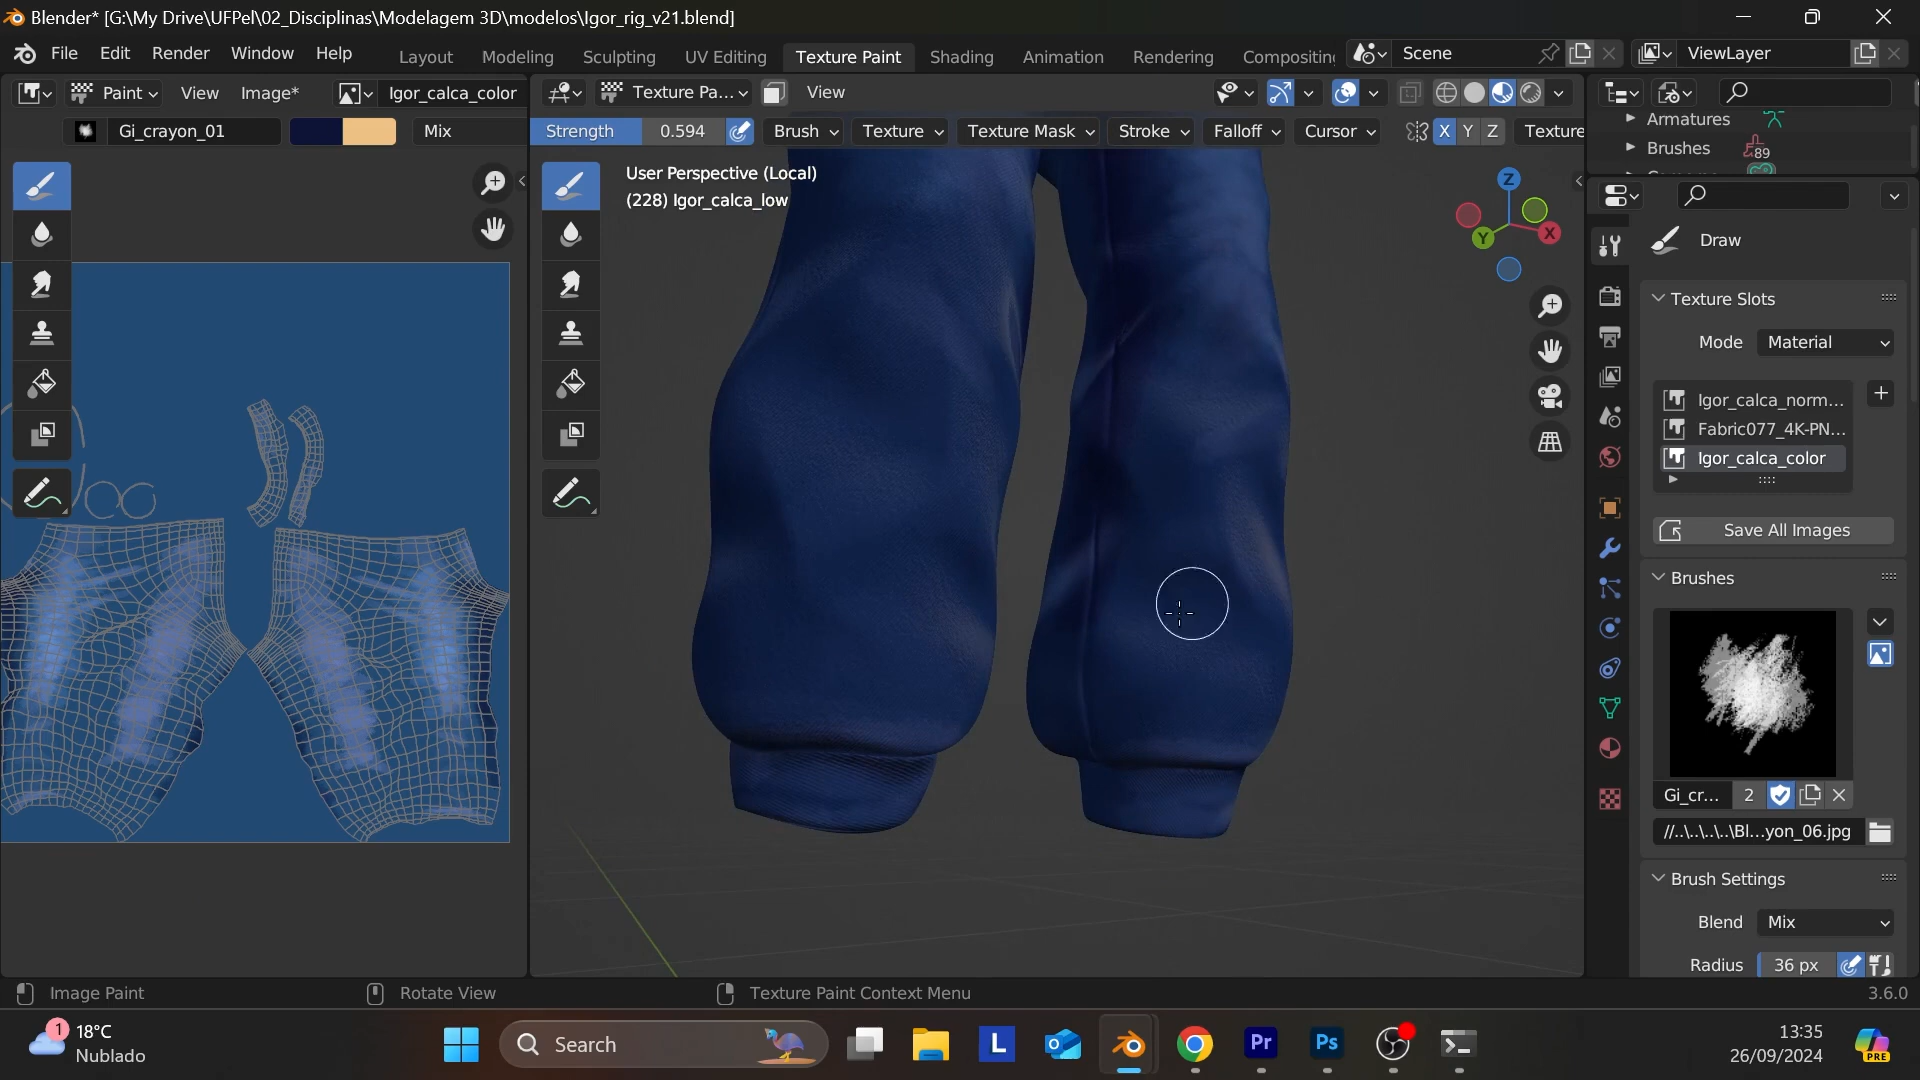 Blender* [G:\My Drive\UFPel\02_Disciplinas\Modelagem 3D\modelos\Igor_rig_v21.blend]
File Edit Render Window Help Layout Modeling Sculpting UV Editing Texture Paint Shading Animation Rendering Compositing Scene ViewLayer
Paint View Image* Igor_calca_color Texture Pa... View
Gi_crayon_01 Mix Strength 0.594 Brush Texture Texture Mask Stroke Falloff Cursor X Y Z Texture
Armatures
Brushes 89
User Perspective (Local)
(228) Igor_calca_low
Z
X
Y
Draw
Texture Slots
Mode Material
Igor_calca_norm...
Fabric077_4K-PN...
Igor_calca_color
Save All Images
Brushes
Gi_cr... 2
//..\..\..\..\Bl...yon_06.jpg
Brush Settings
Blend Mix
Radius 36 px
Image Paint Rotate View Texture Paint Context Menu 3.6.0
1 18°C
Nublado
Search
L
Pr
Ps
13:35
26/09/2024
PRE